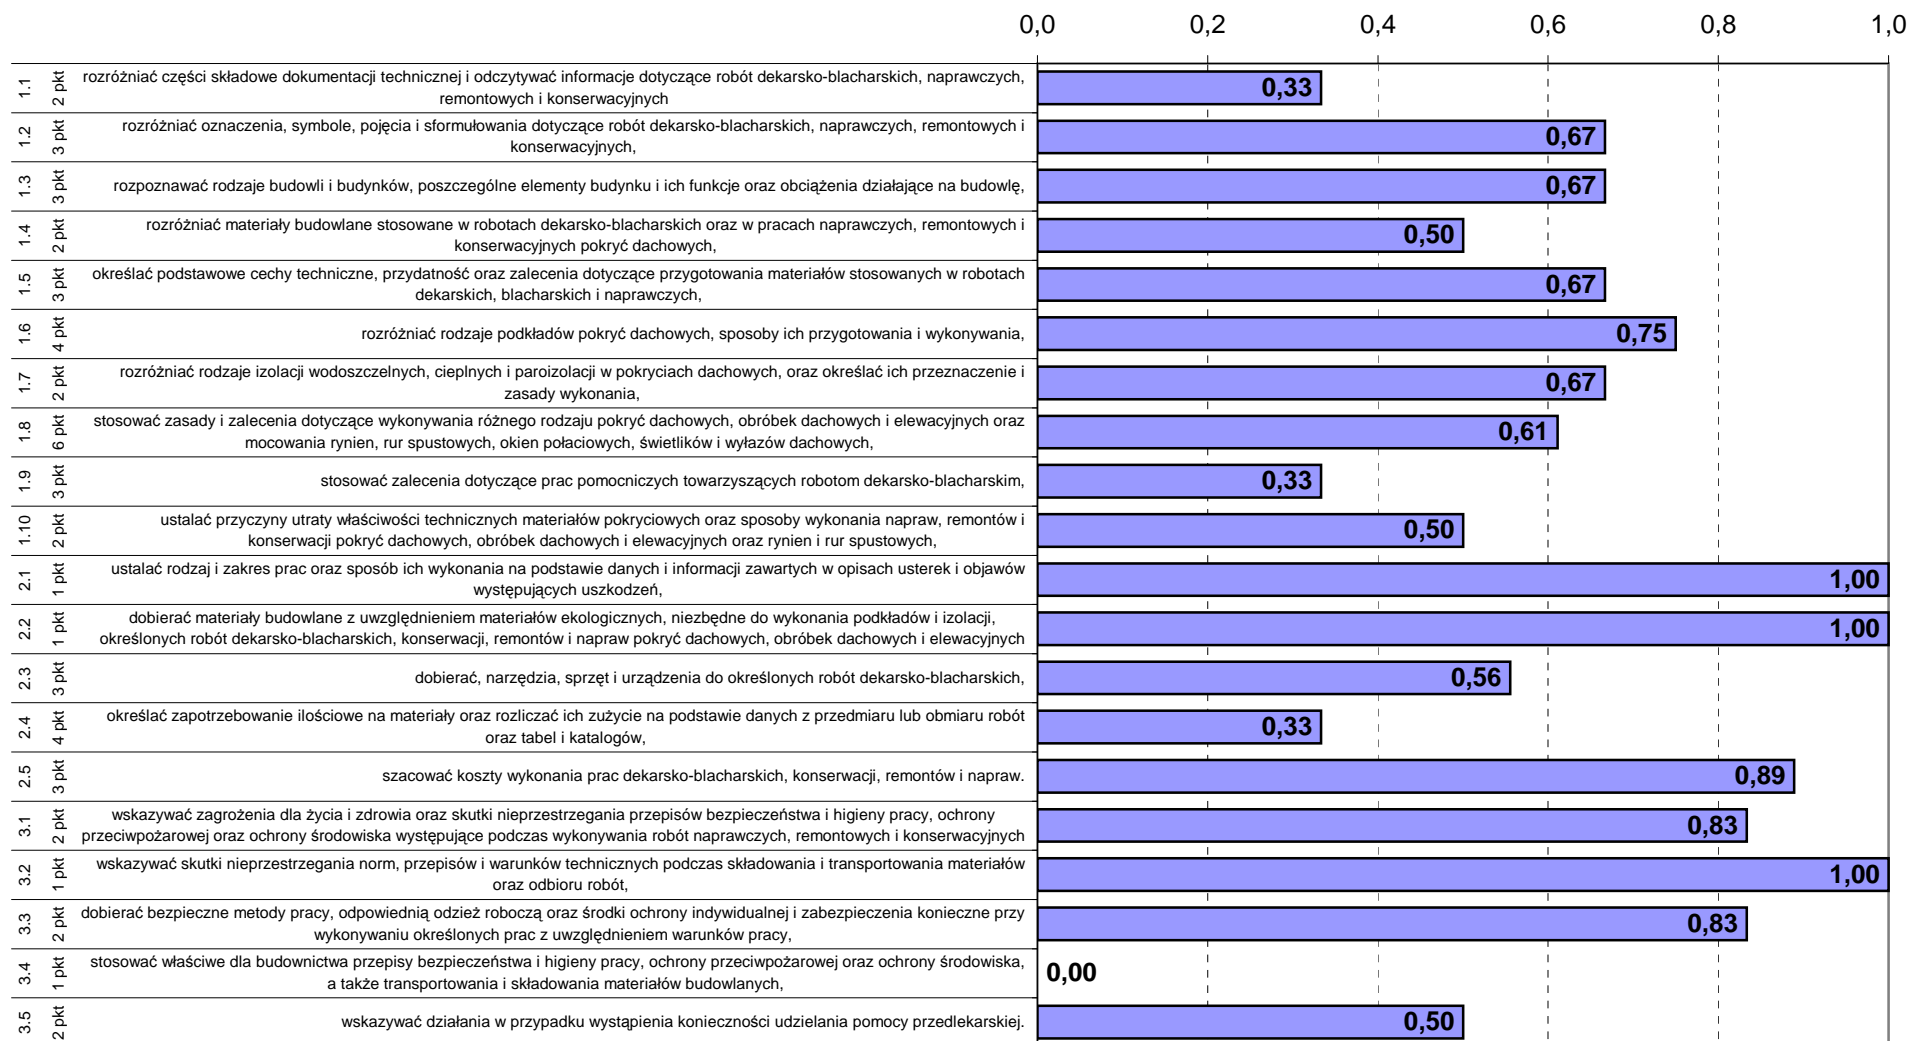 0,0 0,2 0,4 0,6 0,8 1,0
1.1 2 pkt rozróżniać części składowe dokumentacji technicznej i odczytywać informacje dotyczące robót dekarsko-blacharskich, naprawczych,
remontowych i konserwacyjnych
0,33
1.2 3 pkt rozróżniać oznaczenia, symbole, pojęcia i sformułowania dotyczące robót dekarsko-blacharskich, naprawczych, remontowych i
konserwacyjnych,
0,67
1.3 3 pkt rozpoznawać rodzaje budowli i budynków, poszczególne elementy budynku i ich funkcje oraz obciążenia działające na budowlę,
0,67
1.4 2 pkt rozróżniać materiały budowlane stosowane w robotach dekarsko-blacharskich oraz w pracach naprawczych, remontowych i
konserwacyjnych pokryć dachowych,
0,50
1.5 3 pkt określać podstawowe cechy techniczne, przydatność oraz zalecenia dotyczące przygotowania materiałów stosowanych w robotach
dekarskich, blacharskich i naprawczych,
0,67
1.6 4 pkt rozróżniać rodzaje podkładów pokryć dachowych, sposoby ich przygotowania i wykonywania,
0,75
1.7 2 pkt rozróżniać rodzaje izolacji wodoszczelnych, cieplnych i paroizolacji w pokryciach dachowych, oraz określać ich przeznaczenie i
zasady wykonania,
0,67
1.8 6 pkt stosować zasady i zalecenia dotyczące wykonywania różnego rodzaju pokryć dachowych, obróbek dachowych i elewacyjnych oraz
mocowania rynien, rur spustowych, okien połaciowych, świetlików i wyłazów dachowych,
0,61
1.9 3 pkt stosować zalecenia dotyczące prac pomocniczych towarzyszących robotom dekarsko-blacharskim,
0,33
1.10 2 pkt ustalać przyczyny utraty właściwości technicznych materiałów pokryciowych oraz sposoby wykonania napraw, remontów i
konserwacji pokryć dachowych, obróbek dachowych i elewacyjnych oraz rynien i rur spustowych,
0,50
2.1 1 pkt ustalać rodzaj i zakres prac oraz sposób ich wykonania na podstawie danych i informacji zawartych w opisach usterek i objawów
występujących uszkodzeń,
1,00
2.2 1 pkt dobierać materiały budowlane z uwzględnieniem materiałów ekologicznych, niezbędne do wykonania podkładów i izolacji,
określonych robót dekarsko-blacharskich, konserwacji, remontów i napraw pokryć dachowych, obróbek dachowych i elewacyjnych
1,00
2.3 3 pkt dobierać, narzędzia, sprzęt i urządzenia do określonych robót dekarsko-blacharskich,
0,56
2.4 4 pkt określać zapotrzebowanie ilościowe na materiały oraz rozliczać ich zużycie na podstawie danych z przedmiaru lub obmiaru robót
oraz tabel i katalogów,
0,33
2.5 3 pkt szacować koszty wykonania prac dekarsko-blacharskich, konserwacji, remontów i napraw.
0,89
3.1 2 pkt wskazywać zagrożenia dla życia i zdrowia oraz skutki nieprzestrzegania przepisów bezpieczeństwa i higieny pracy, ochrony
przeciwpożarowej oraz ochrony środowiska występujące podczas wykonywania robót naprawczych, remontowych i konserwacyjnych
0,83
3.2 1 pkt wskazywać skutki nieprzestrzegania norm, przepisów i warunków technicznych podczas składowania i transportowania materiałów
oraz odbioru robót,
1,00
3.3 2 pkt dobierać bezpieczne metody pracy, odpowiednią odzież roboczą oraz środki ochrony indywidualnej i zabezpieczenia konieczne przy
wykonywaniu określonych prac z uwzględnieniem warunków pracy,
0,83
3.4 1 pkt stosować właściwe dla budownictwa przepisy bezpieczeństwa i higieny pracy, ochrony przeciwpożarowej oraz ochrony środowiska,
a także transportowania i składowania materiałów budowlanych,
0,00
3.5 2 pkt wskazywać działania w przypadku wystąpienia konieczności udzielania pomocy przedlekarskiej.
0,50